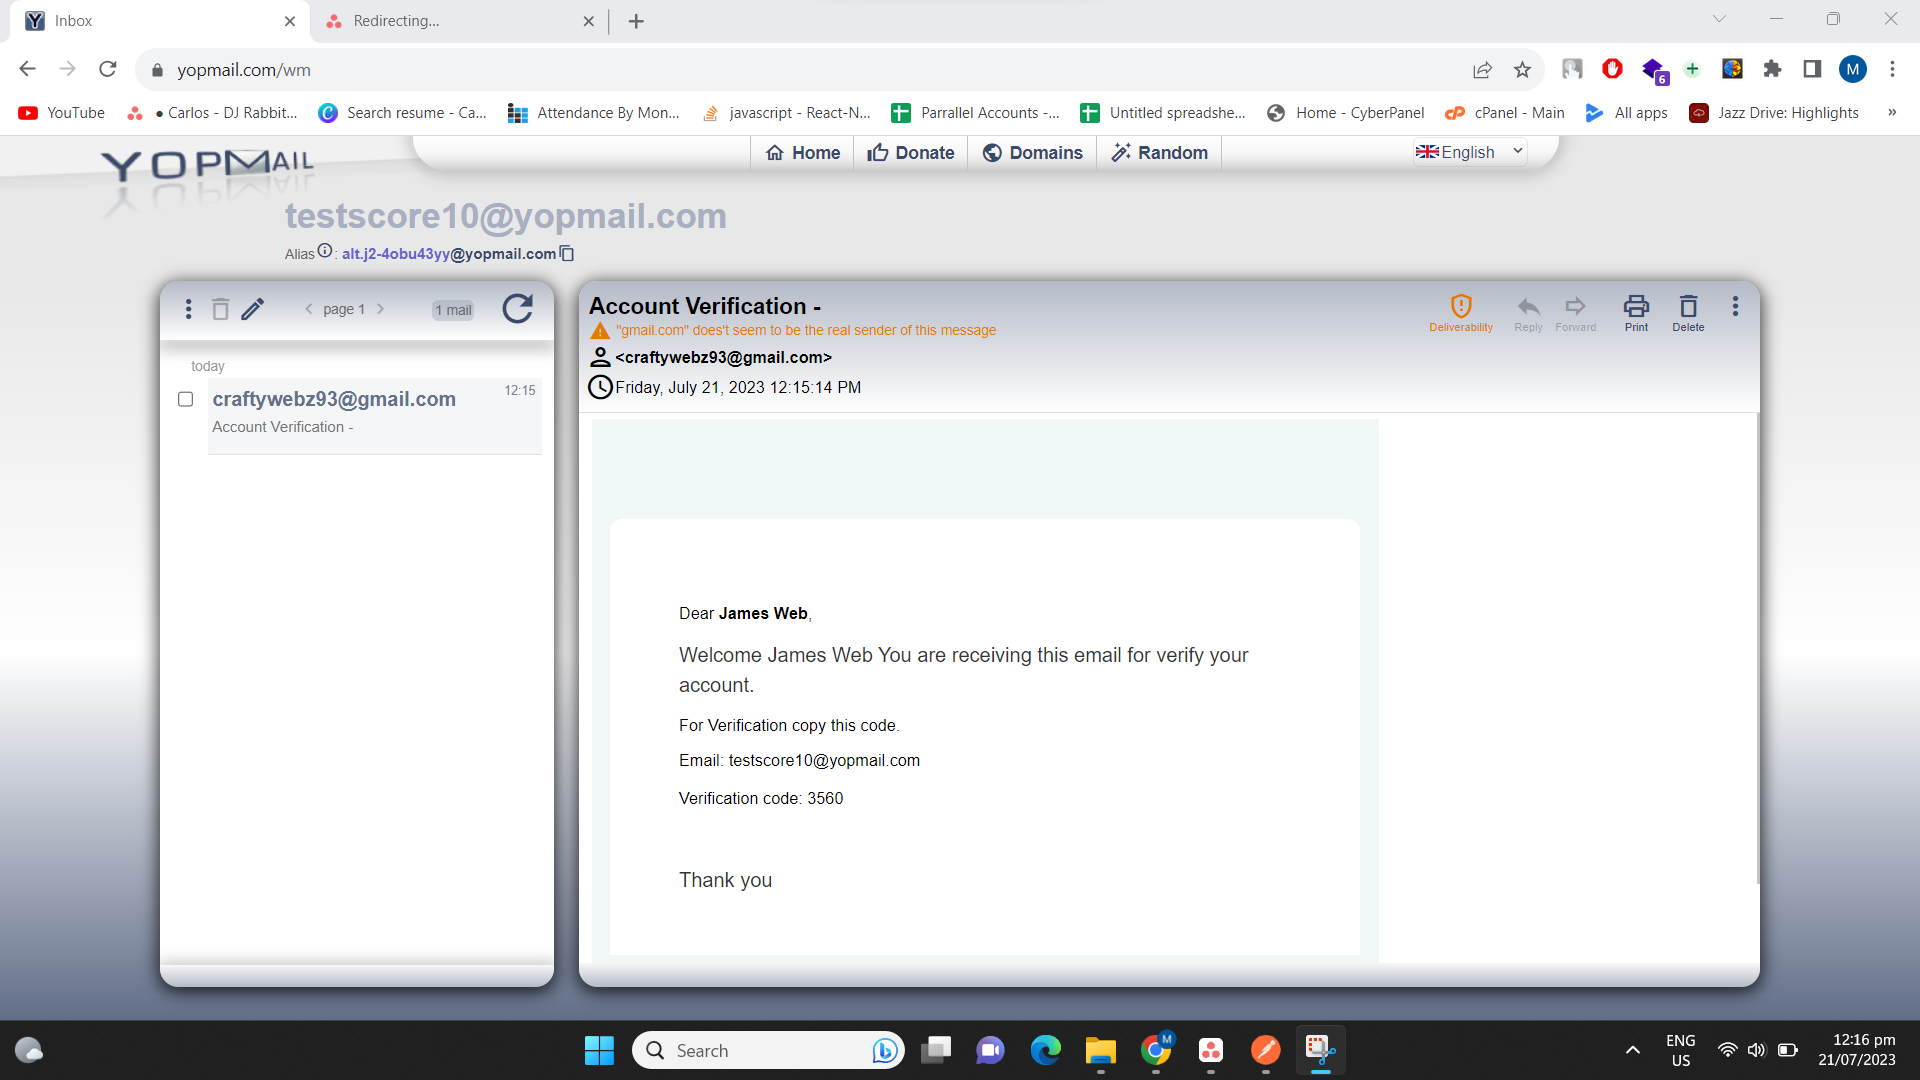 Inbox
Redirecting...
yopmail.com/wm
6
M
YouTube
● Carlos - DJ Rabbit...
Search resume - Ca...
Attendance By Mon...
javascript - React-N...
Parrallel Accounts -...
Untitled spreadshe...
Home - CyberPanel
cPanel - Main
All apps
Jazz Drive: Highlights
»
YOPMAIL
Home
Donate
Domains
Random
English
testscore10@yopmail.com
Alias : alt.j2-4obu43yy@yopmail.com
page 1
1 mail
today
craftywebz93@gmail.com
12:15
Account Verification -
Account Verification -
"gmail.com" does't seem to be the real sender of this message
<craftywebz93@gmail.com>
Friday, July 21, 2023 12:15:14 PM
Deliverability
Reply
Forward
Print
Delete
Dear James Web,
Welcome James Web You are receiving this email for verify your
account.
For Verification copy this code.
Email: testscore10@yopmail.com
Verification code: 3560
Thank you
Search
M
ENG
US
12:16 pm
21/07/2023